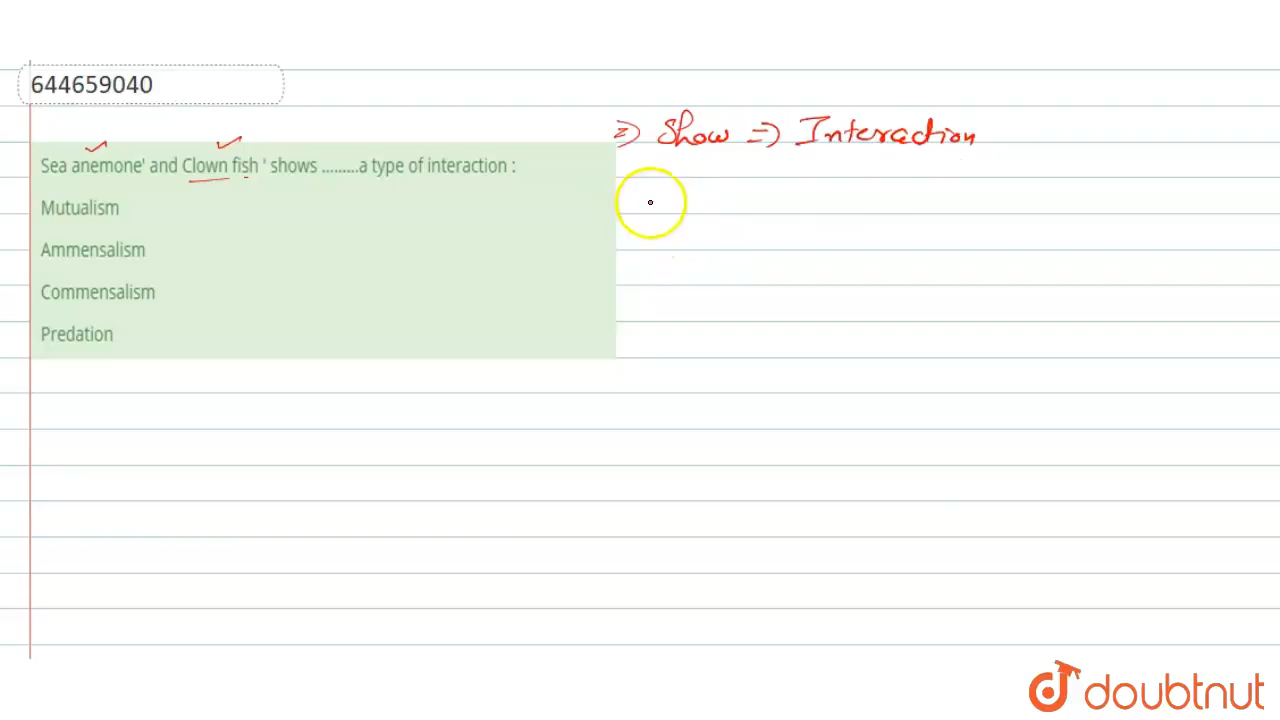 644659040
⇒ Show ⇒ Interaction
Sea anemone' and Clown fish ' shows .........a type of interaction :
Mutualism
Ammensalism
Commensalism
Predation
doubtnut